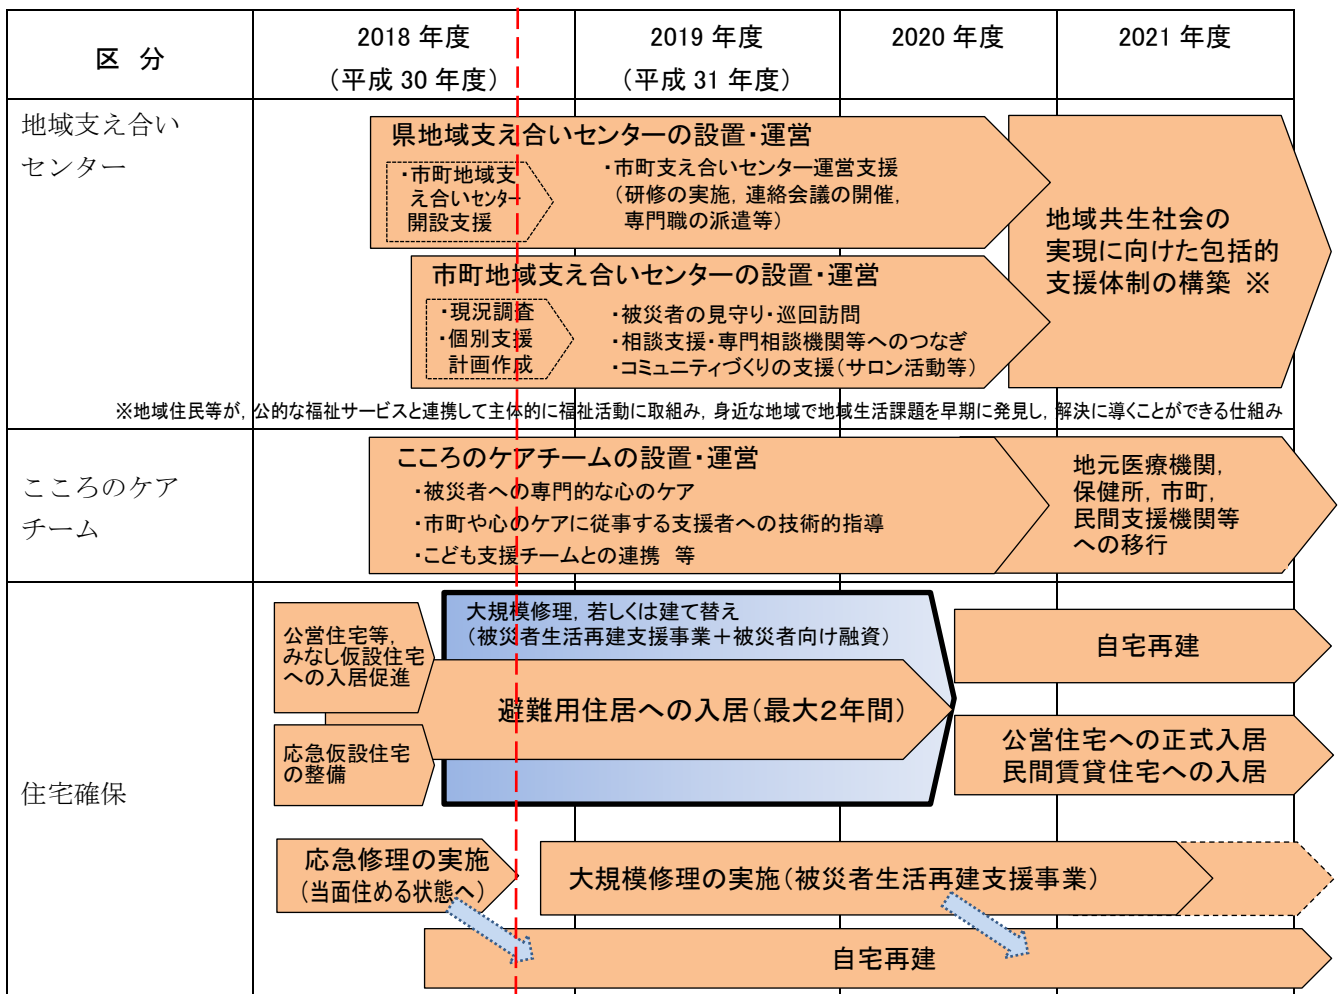 区 分
2018 年度
(平成 30 年度)
2019 年度
(平成 31 年度)
2020 年度
2021 年度
地域支え合い
センター
県地域支え合いセンターの設置・運営
・市町地域支
え合いセンター
開設支援
・市町支え合いセンター運営支援
(研修の実施，連絡会議の開催，
専門職の派遣等)
市町地域支え合いセンターの設置・運営
・現況調査
・個別支援
計画作成
・被災者の見守り・巡回訪問
・相談支援・専門相談機関等へのつなぎ
・コミュニティづくりの支援(サロン活動等)
地域共生社会の
実現に向けた包括的
支援体制の構築 ※
※地域住民等が，公的な福祉サービスと連携して主体的に福祉活動に取組み，身近な地域で地域生活課題を早期に発見し，解決に導くことができる仕組み
こころのケア
チーム
こころのケアチームの設置・運営
・被災者への専門的な心のケア
・市町や心のケアに従事する支援者への技術的指導
・こども支援チームとの連携 等
地元医療機関，
保健所，市町，
民間支援機関等
への移行
住宅確保
公営住宅等，
みなし仮設住宅
への入居促進
応急仮設住宅
の整備
大規模修理，若しくは建て替え
(被災者生活再建支援事業＋被災者向け融資)
避難用住居への入居(最大２年間)
自宅再建
公営住宅への正式入居
民間賃貸住宅への入居
応急修理の実施
(当面住める状態へ)
大規模修理の実施(被災者生活再建支援事業)
自宅再建